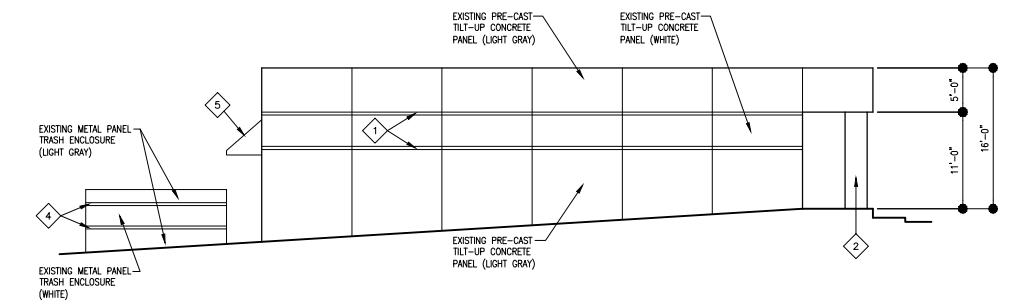 EXISTING PRE-CAST
TILT-UP CONCRETE
PANEL (LIGHT GRAY)
EXISTING PRE-CAST
TILT-UP CONCRETE
PANEL (WHITE)
5
EXISTING METAL PANEL
TRASH ENCLOSURE
(LIGHT GRAY)
1
5'-0"
11'-0"
16'-0"
4
2
EXISTING PRE-CAST
TILT-UP CONCRETE
PANEL (LIGHT GRAY)
EXISTING METAL PANEL
TRASH ENCLOSURE
(WHITE)